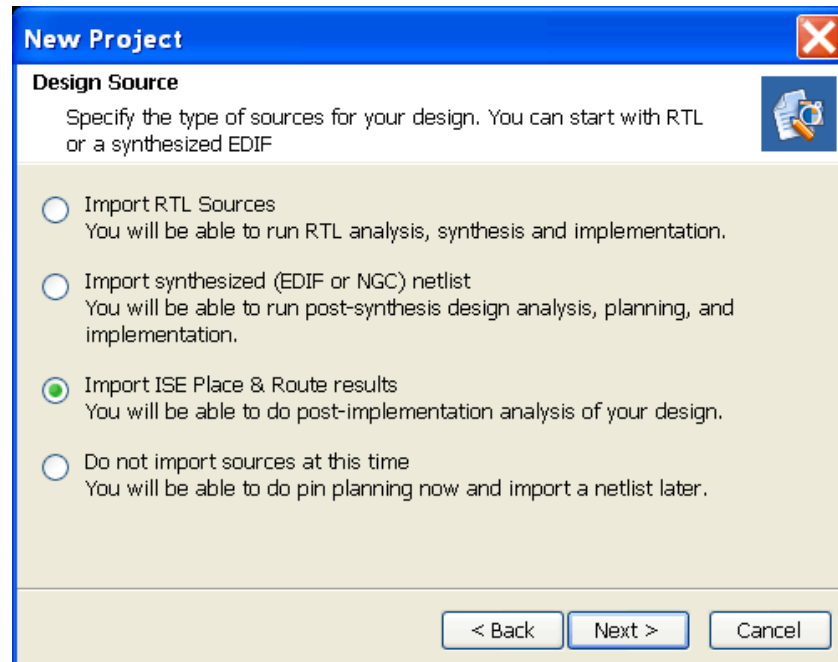 New Project
Design Source
Specify the type of sources for your design. You can start with RTL
or a synthesized EDIF
Import RTL Sources
You will be able to run RTL analysis, synthesis and implementation.
Import synthesized (EDIF or NGC) netlist
You will be able to run post-synthesis design analysis, planning, and
implementation.
Import ISE Place & Route results
You will be able to do post-implementation analysis of your design.
Do not import sources at this time
You will be able to do pin planning now and import a netlist later.
< Back
Next >
Cancel